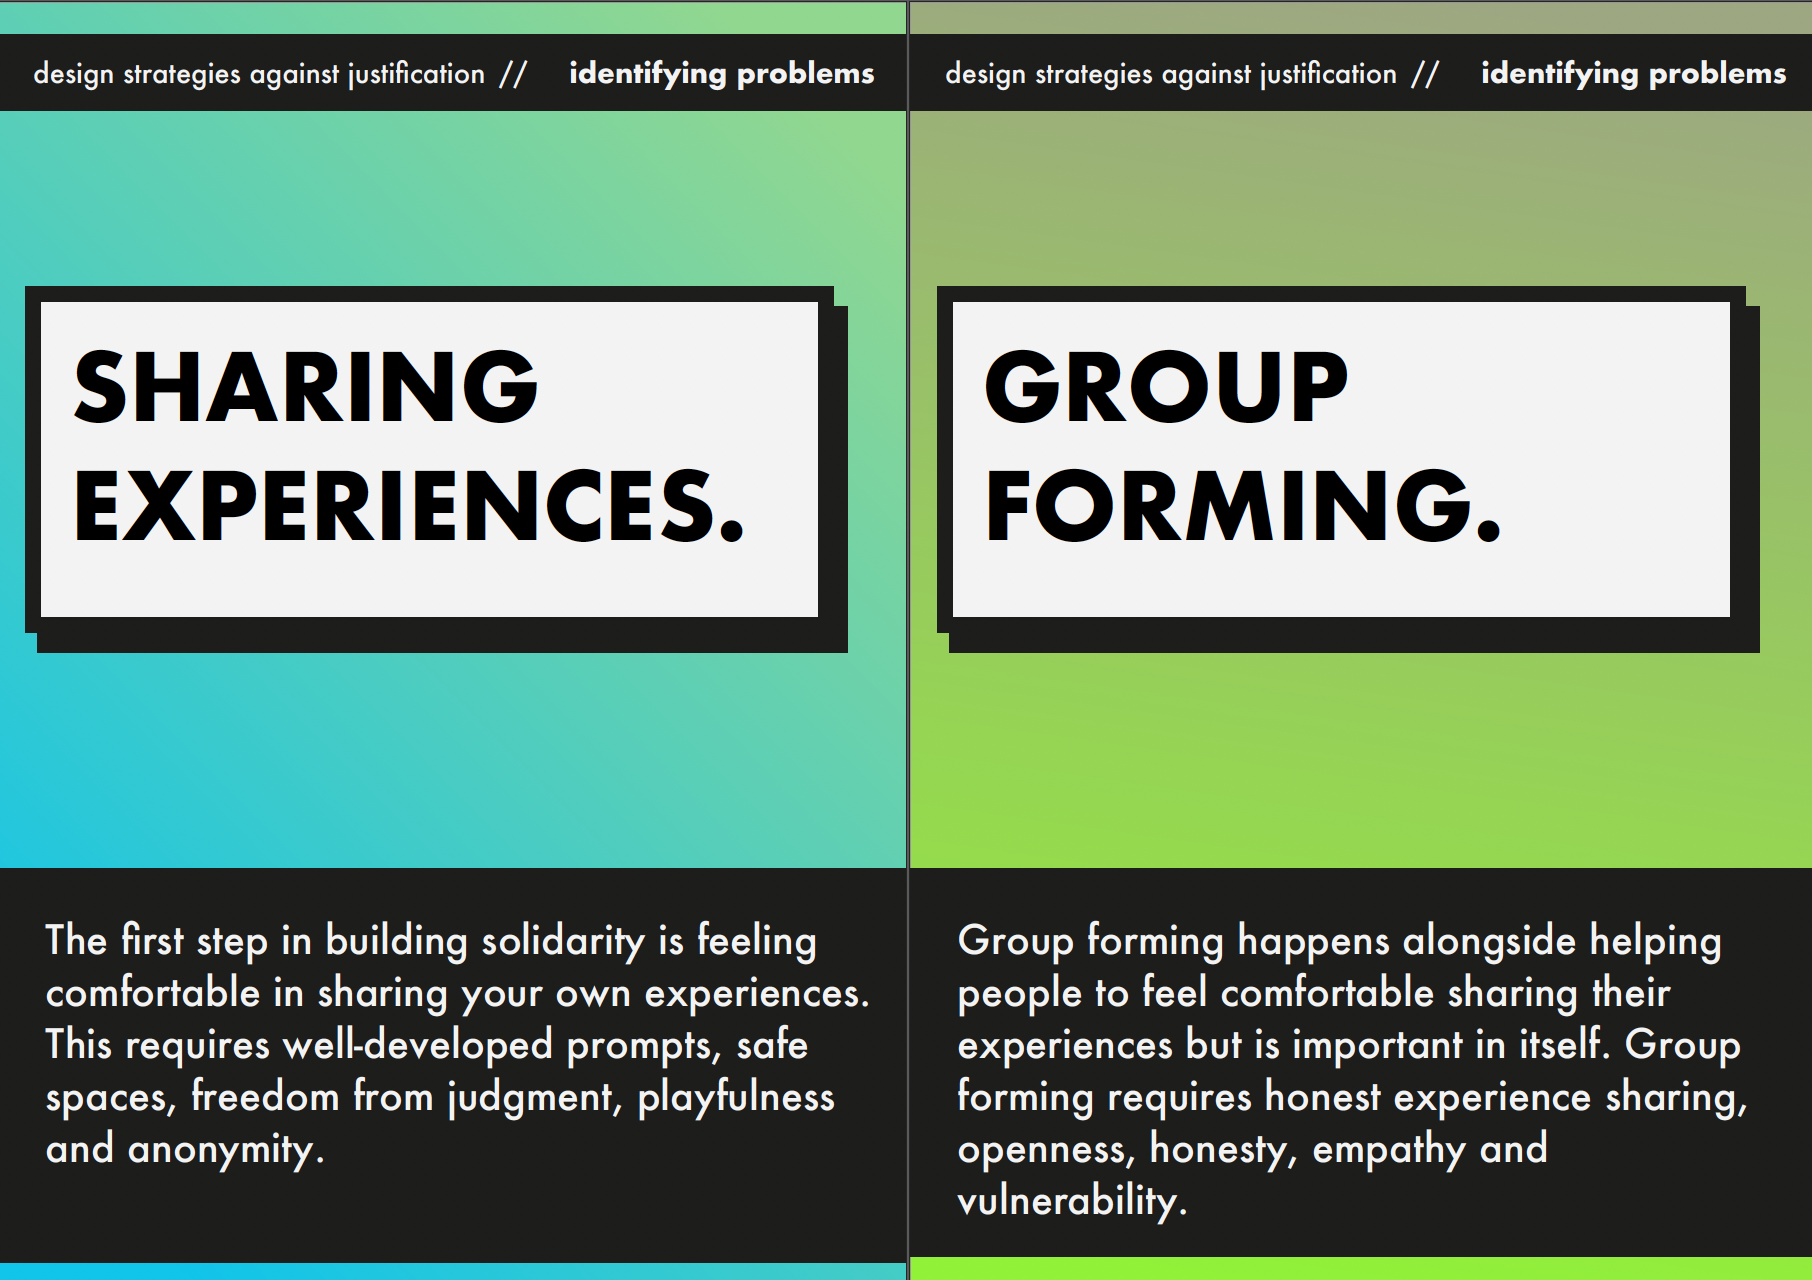 design strategies against justification // identifying problems
SHARING
EXPERIENCES.
The first step in building solidarity is feeling
comfortable in sharing your own experiences.
This requires well-developed prompts, safe
spaces, freedom from judgment, playfulness
and anonymity.
design strategies against justification // identifying problems
GROUP
FORMING.
Group forming happens alongside helping
people to feel comfortable sharing their
experiences but is important in itself. Group
forming requires honest experience sharing,
openness, honesty, empathy and
vulnerability.